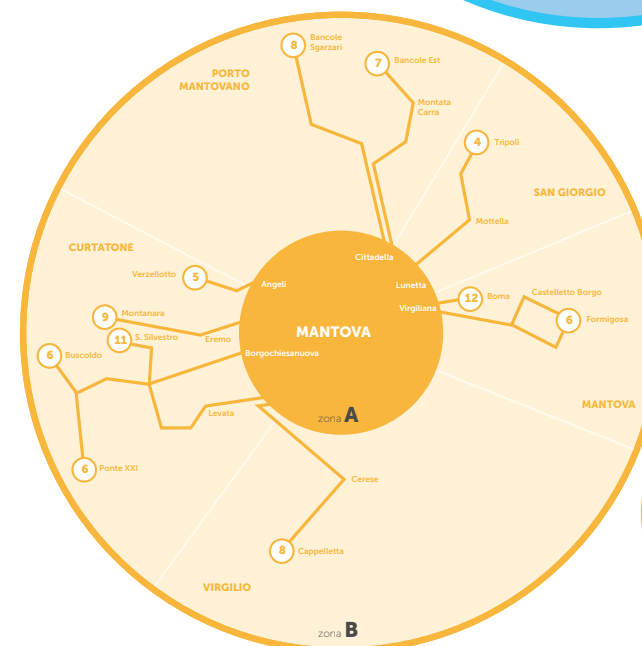 8
Bancole
Sgarzari
7
Bancole Est
PORTO
MANTOVANO
Montata
Carra
4
Tripoli
SAN GIORGIO
Mottella
CURTATONE
Cittadella
Verzellotto
5
Angeli
Lunetta
12
Boma
Castelletto Borgo
Virgiliana
9
Montanara
6
Formigosa
11
S. Silvestro
Eremo
MANTOVA
6
Buscoldo
Borgochiesanuova
MANTOVA
Levata
zona A
6
Ponte XXI
Cerese
8
Cappelletta
VIRGILIO
zona B